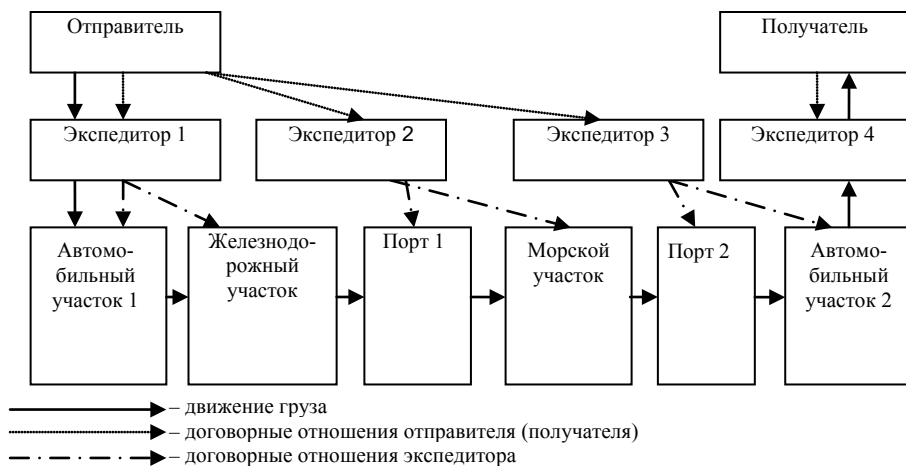 Отправитель
Получатель
Экспедитор 1
Экспедитор 2
Экспедитор 3
Экспедитор 4
Автомо-
бильный
участок 1
Железнодо-
орожный
участок
Порт 1
Морской
участок
Порт 2
Автомо-
бильный
участок 2
– движение груза
– договорные отношения отправителя (получателя)
– договорные отношения экспедитора